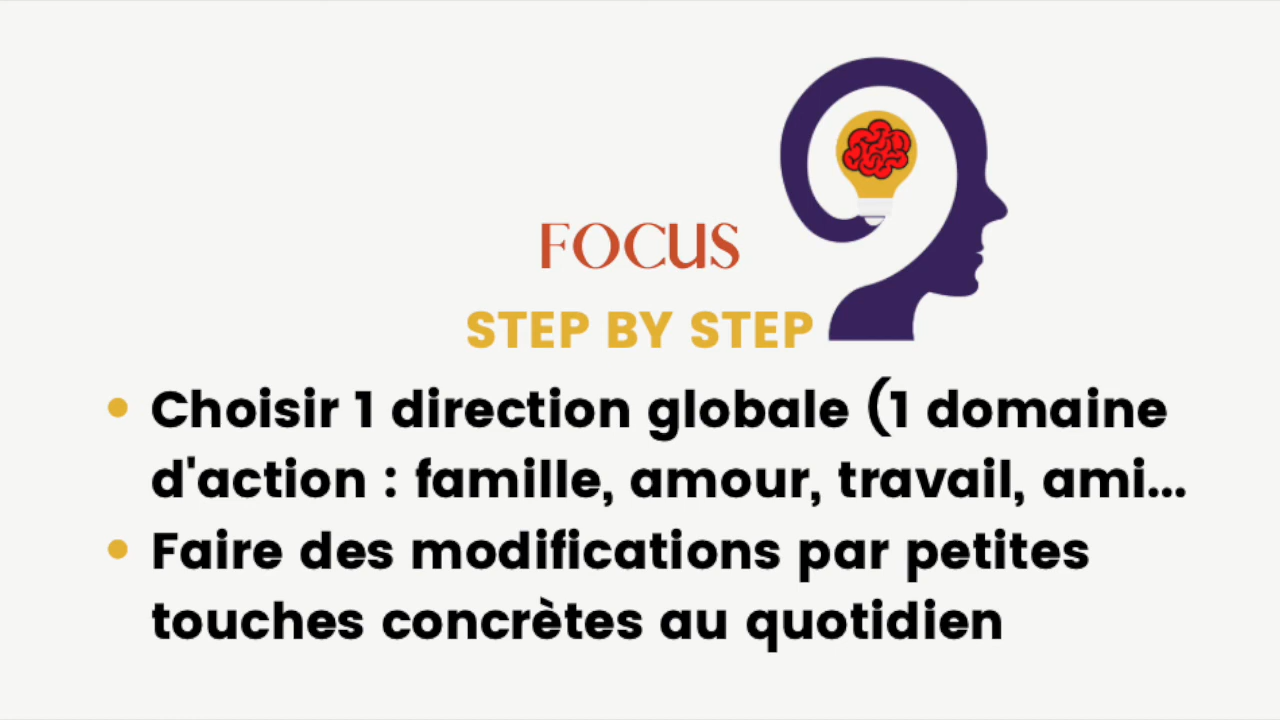 FOCUS
STEP BY STEP
• Choisir 1 direction globale (1 domaine
d'action : famille, amour, travail, ami...
• Faire des modifications par petites
touches concrètes au quotidien